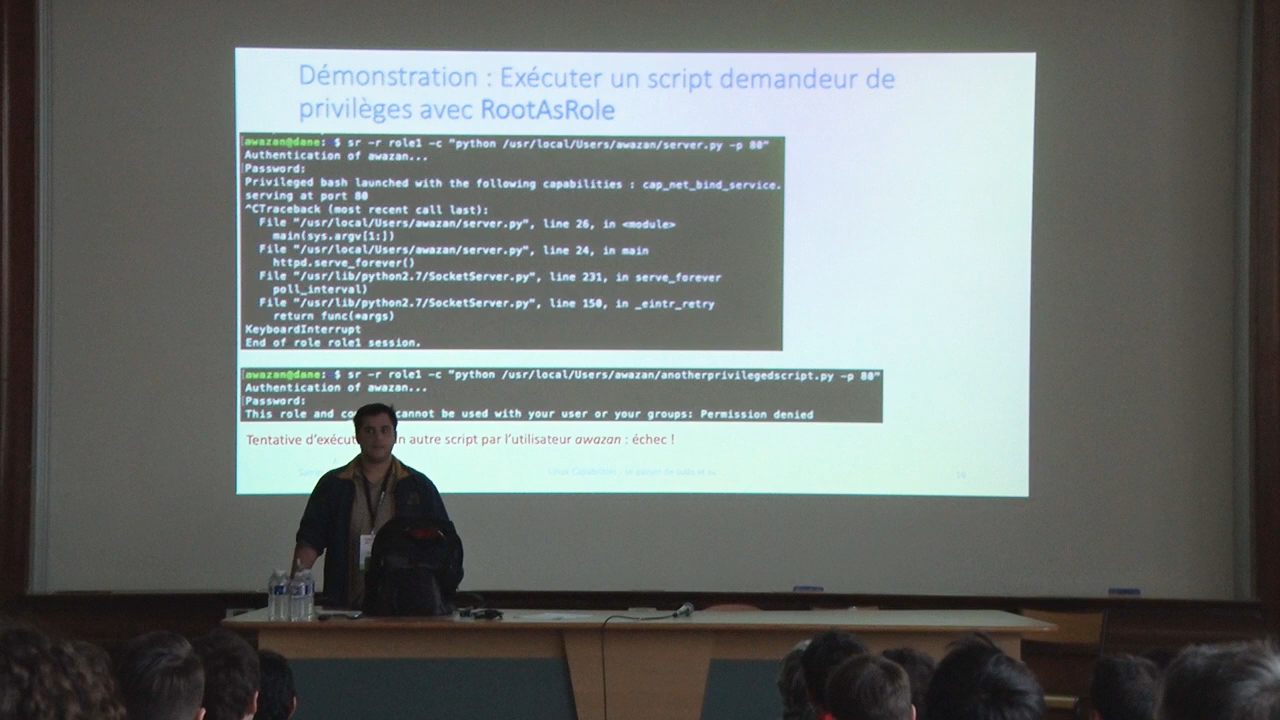 Démonstration : Exécuter un script demandeur de
privilèges avec RootAsRole
[awazan@dane: $ sr -r role1 -c "python /usr/local/Users/awazan/server.py -p 80"
Authentication of awazan...
[Password:
Privileged bash launched with the following capabilities : cap_net_bind_service.
serving at port 80
^CTraceback (most recent call last):
File "/usr/local/Users/awazan/server.py", line 26, in <module>
main(sys.argv[1:])
File "/usr/local/Users/awazan/server.py", line 24, in main
httpd.serve_forever()
File "/usr/lib/python2.7/SocketServer.py", line 231, in serve_forever
poll_interval)
File "/usr/lib/python2.7/SocketServer.py", line 150, in _eintr_retry
return func(*args)
KeyboardInterrupt
End of role role1 session.
[awazan@dane: $ sr -r role1 -c "python /usr/local/Users/awazan/anotherprivilegedscript.py -p 80"
Authentication of awazan...
[Password:
This role and cannot be used with your user or your groups: Permission denied
Tentative autre script par l'utilisateur awazan : échec !
Linux Capabilities